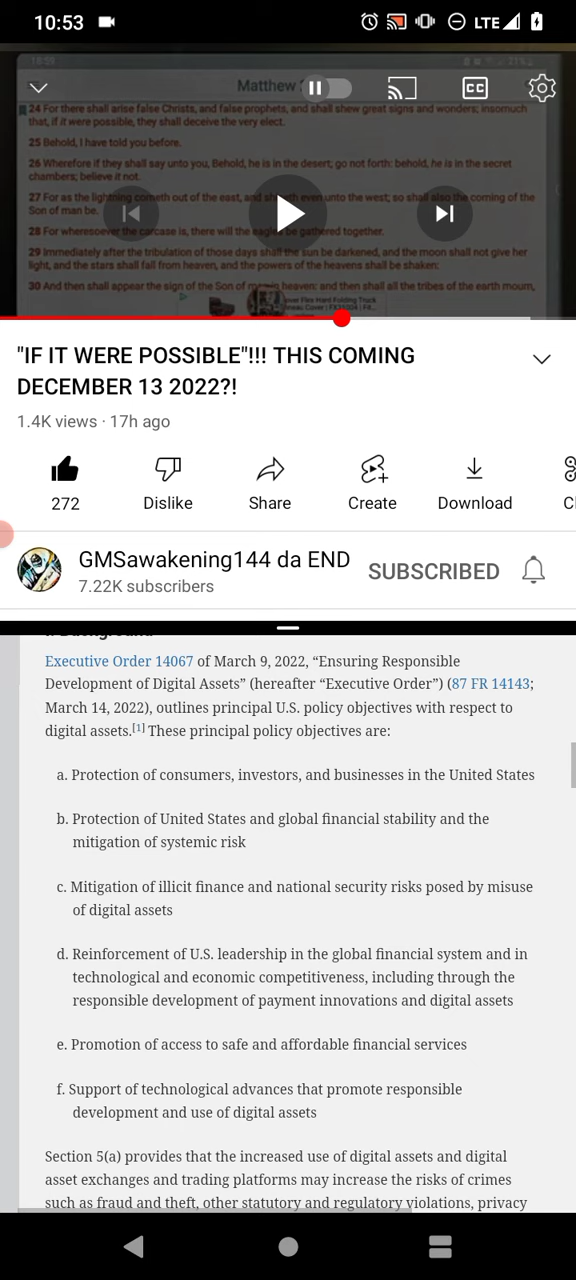 10:53
LTE
Matthew
CC
24 For there shall arise false Christs, and false prophets, and shall shew great signs and wonders; insomuch
that, if it were possible, they shall deceive the very elect.
25 Behold, I have told you before.
26 Wherefore if they shall say unto you, Behold, he is in the desert; go not forth: behold, he is in the secret
chambers; believe it not.
27 For as the lightning cometh out of the east, and shineth even unto the west; so shall also the coming of the
Son of man be.
28 For wheresoever the carcase is, there will the eagles be gathered together.
29 Immediately after the tribulation of those days shall the sun be darkened, and the moon shall not give her
light, and the stars shall fall from heaven, and the powers of the heavens shall be shaken:
30 And then shall appear the sign of the Son of man in heaven: and then shall all the tribes of the earth mourn,
Hard Folding Truck
"IF IT WERE POSSIBLE"!!! THIS COMING
DECEMBER 13 2022?!
1.4K views · 17h ago
272
Dislike
Share
Create
Download
Cl
GMSawakening144 da END
7.22K subscribers
SUBSCRIBED
Executive Order 14067 of March 9, 2022, “Ensuring Responsible
Development of Digital Assets” (hereafter “Executive Order”) (87 FR 14143;
March 14, 2022), outlines principal U.S. policy objectives with respect to
digital assets.[1] These principal policy objectives are:
a. Protection of consumers, investors, and businesses in the United States
b. Protection of United States and global financial stability and the
mitigation of systemic risk
c. Mitigation of illicit finance and national security risks posed by misuse
of digital assets
d. Reinforcement of U.S. leadership in the global financial system and in
technological and economic competitiveness, including through the
responsible development of payment innovations and digital assets
e. Promotion of access to safe and affordable financial services
f. Support of technological advances that promote responsible
development and use of digital assets
Section 5(a) provides that the increased use of digital assets and digital
asset exchanges and trading platforms may increase the risks of crimes
such as fraud and theft, other statutory and regulatory violations, privacy